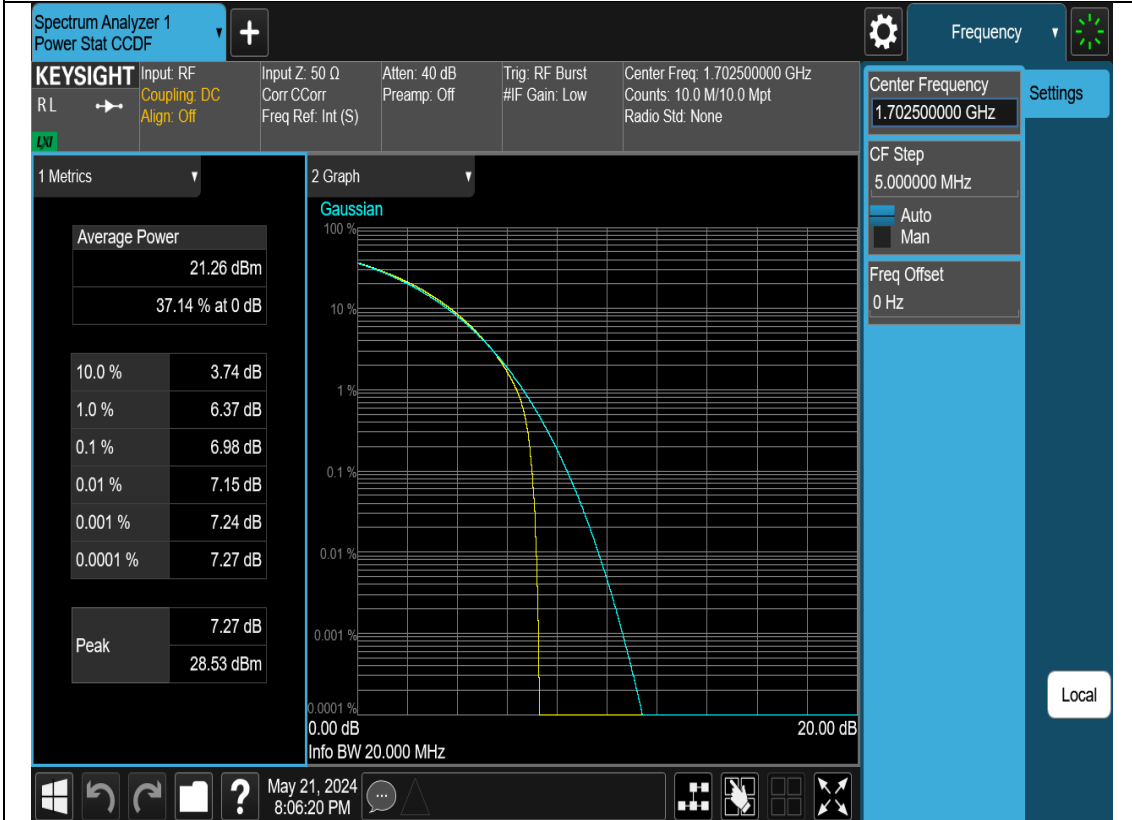 Spectrum Analyzer 1
Power Stat CCDF
Frequency
KEYSIGHT
RL
LXI
Input: RF
Coupling: DC
Align: Off
Input Z: 50 Ω
Corr CCorr
Freq Ref: Int (S)
Atten: 40 dB
Preamp: Off
Trig: RF Burst
#IF Gain: Low
Center Freq: 1.702500000 GHz
Counts: 10.0 M/10.0 Mpt
Radio Std: None
Center Frequency
1.702500000 GHz
Settings
CF Step
5.000000 MHz
Auto
Man
Freq Offset
0 Hz
1 Metrics
Average Power
21.26 dBm
37.14 % at 0 dB
10.0 % 3.74 dB
1.0 % 6.37 dB
0.1 % 6.98 dB
0.01 % 7.15 dB
0.001 % 7.24 dB
0.0001 % 7.27 dB
Peak
7.27 dB
28.53 dBm
2 Graph
Gaussian
100 %
10 %
1 %
0.1 %
0.01 %
0.001 %
0.0001 %
0.00 dB 20.00 dB
Info BW 20.000 MHz
Local
?
May 21, 2024
8:06:20 PM